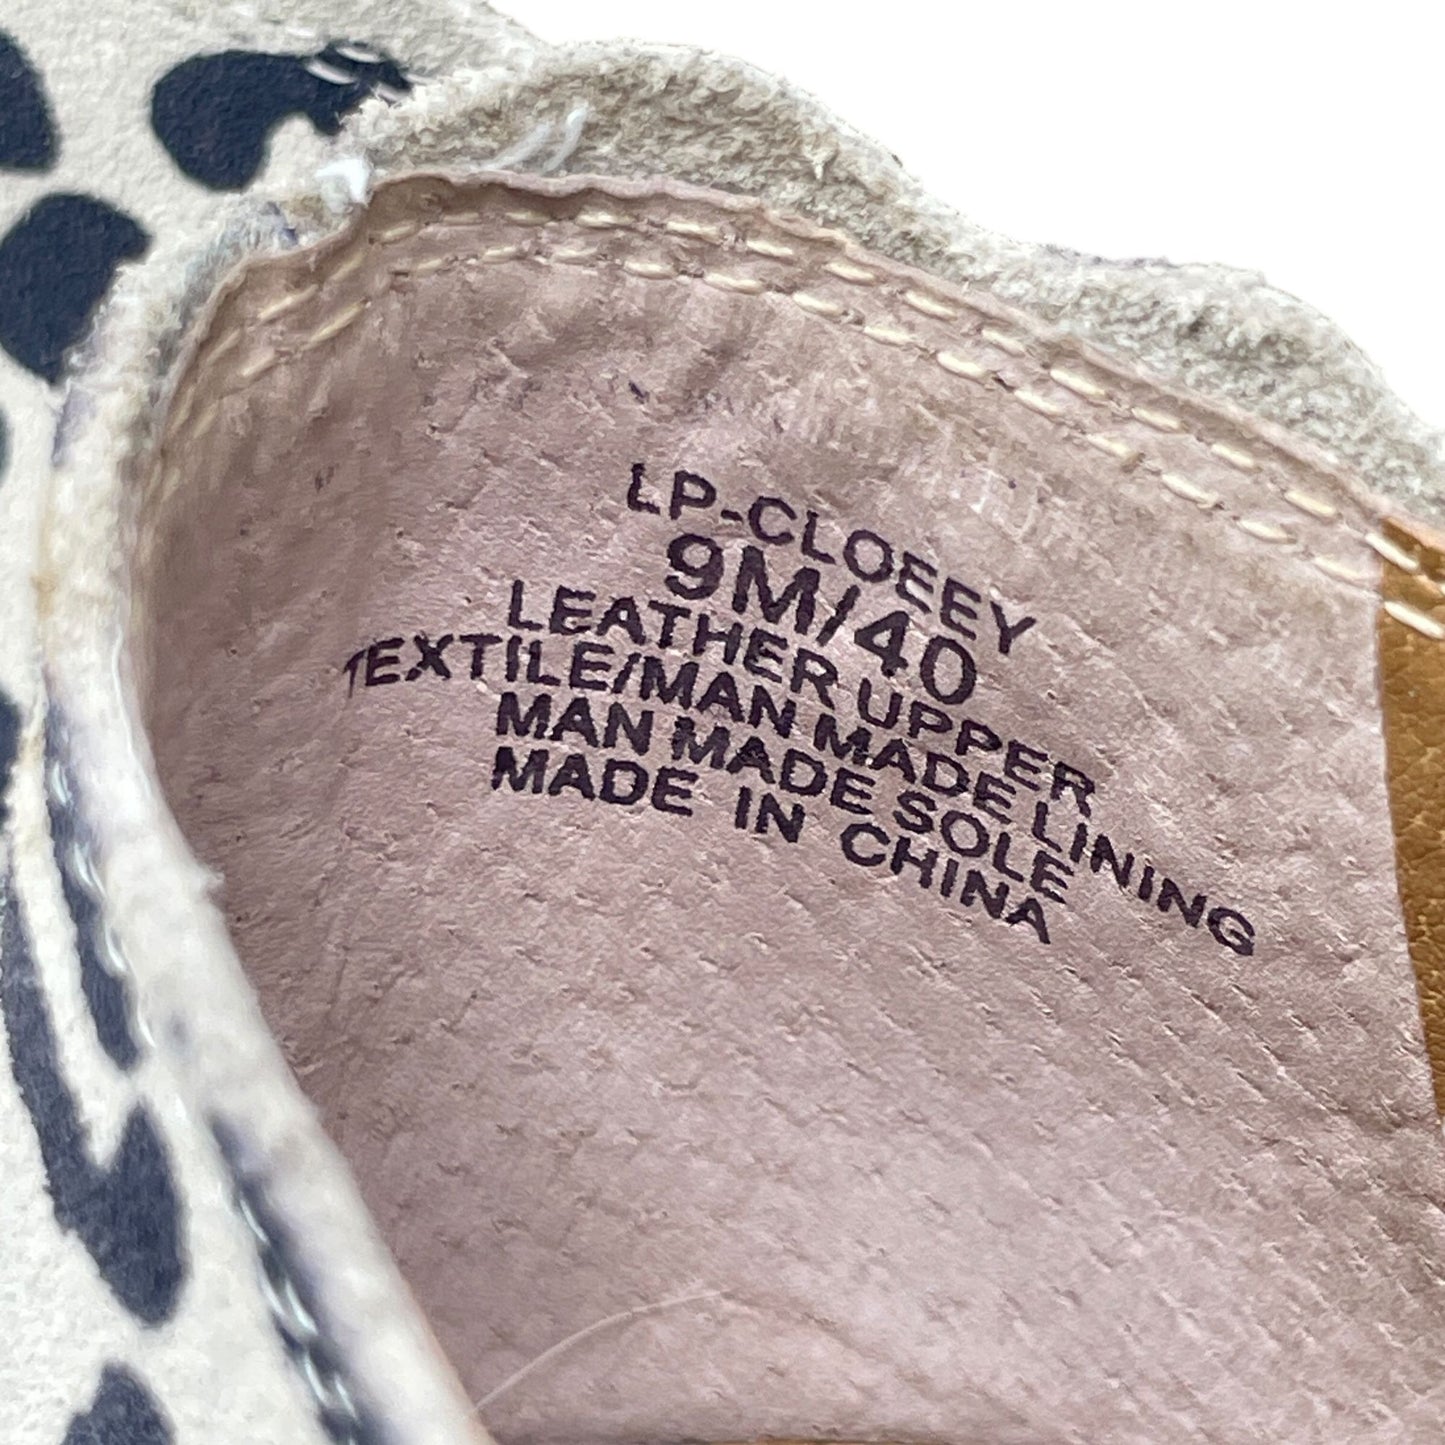 LP-CLOEEY
9M/40
LEATHER UPPER
TEXTILE/MAN MADE LINING
MAN MADE SOLE
MADE IN CHINA